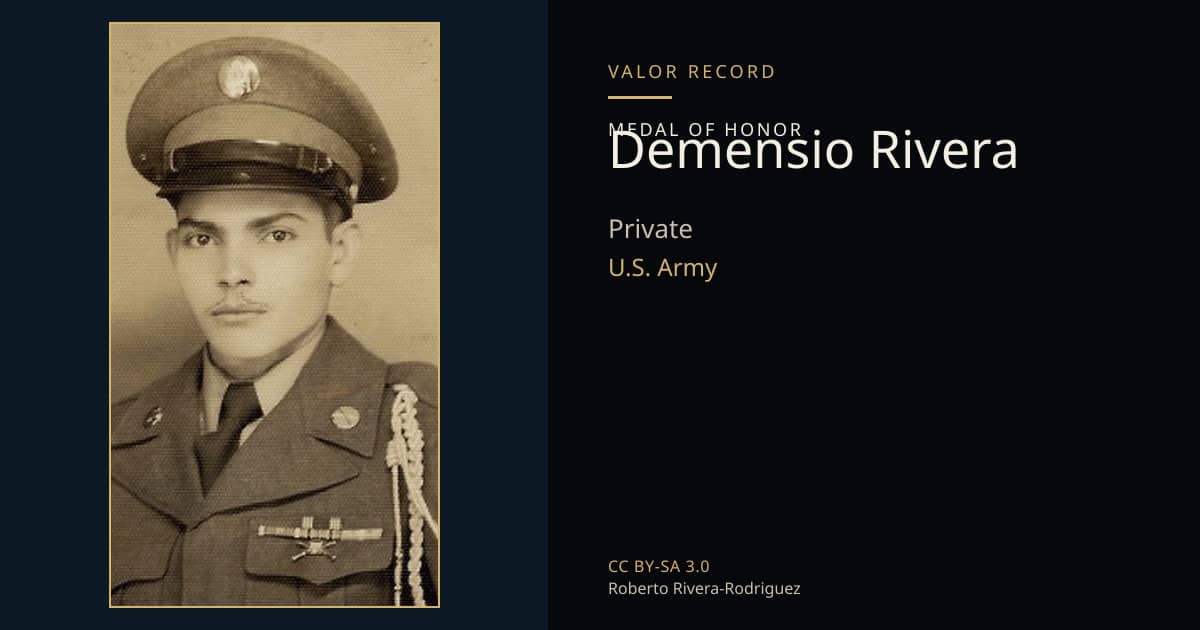 VALOR RECORD
MEDAL OF HONOR
Demensio Rivera
Private
U.S. Army
CC BY-SA 3.0
Roberto Rivera-Rodriguez